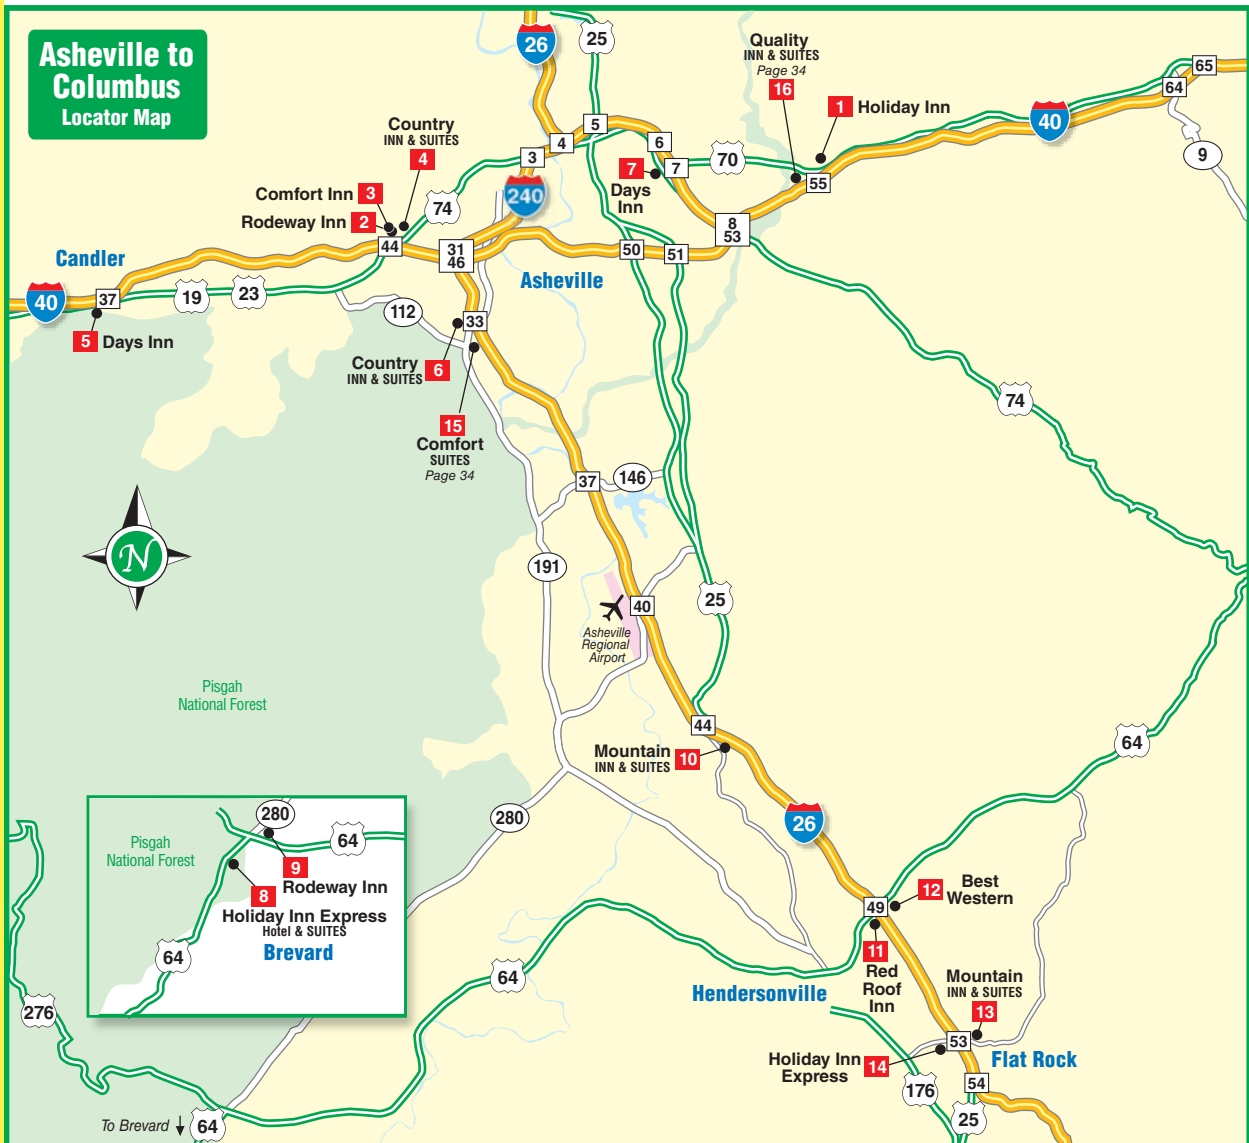 Asheville to
Columbus
Locator Map
26
25
Quality
INN & SUITES
Page 34
16
1 Holiday Inn
65
64
40
9
Country
INN & SUITES
4
5
4
3
6
7
70
55
7
Days
Inn
240
Comfort Inn 3
Rodeway Inn 2
74
8
53
44
31
46
50
51
Candler
Asheville
40
37
19
23
112
5 Days Inn
33
Country
INN & SUITES
6
15
Comfort
SUITES
Page 34
74
37
146
N
191
25
40
Asheville
Regional
Airport
Pisgah
National Forest
44
Mountain
INN & SUITES
10
64
280
26
Pisgah
National Forest
280
64
9
Rodeway Inn
8
Holiday Inn Express
Hotel & SUITES
Brevard
64
49
12
Best
Western
11
Red
Roof
Inn
64
Hendersonville
Mountain
INN & SUITES
13
276
53
Holiday Inn
Express
14
Flat Rock
54
176
25
To Brevard
64